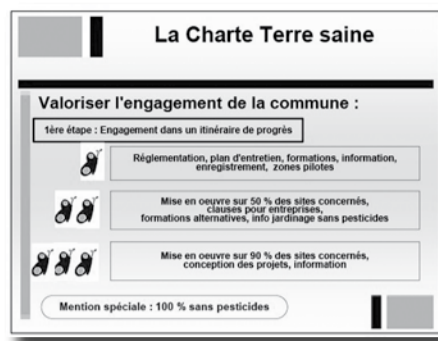 La Charte Terre saine
Valoriser l'engagement de la commune :
1ère étape : Engagement dans un itinéraire de progrès
Réglementation, plan d'entretien, formations, information,
enregistrement, zones pilotes
Mise en oeuvre sur 50 % des sites concernés,
clauses pour entreprises,
formations alternatives, info jardinage sans pesticides
Mise en oeuvre sur 90 % des sites concernés,
conception des projets, information
Mention spéciale : 100 % sans pesticides